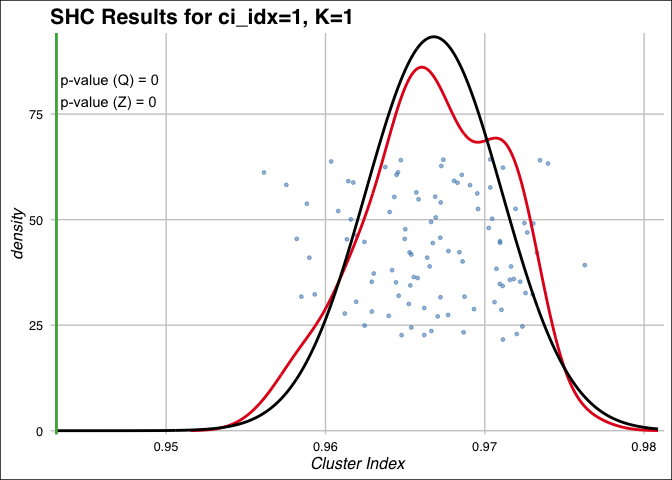 SHC Results for ci_idx=1, K=1
p-value (Q) = 0
p-value (Z) = 0
density
75
50
25
0
0.95 0.96 0.97 0.98
Cluster Index